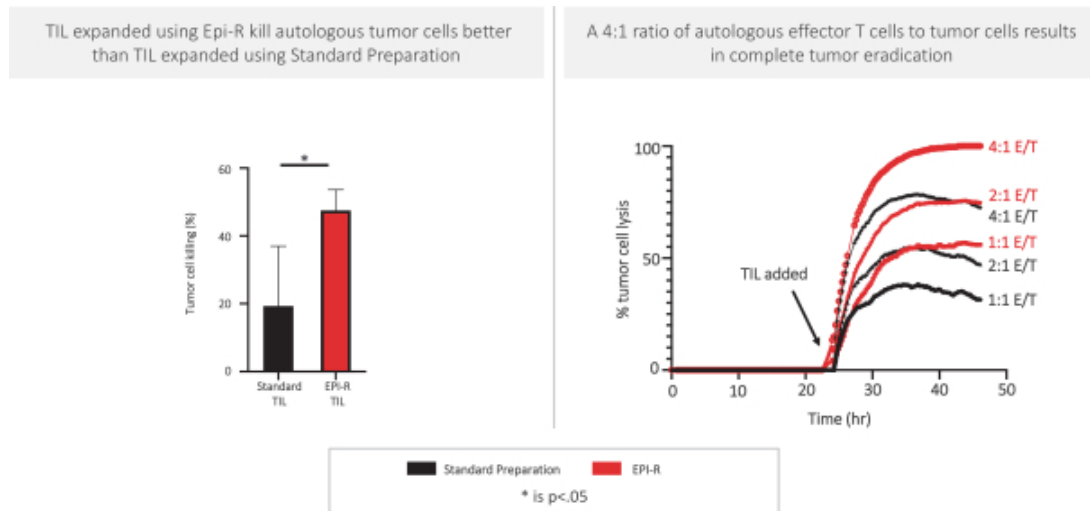 TIL expanded using Epi-R kill autologous tumor cells better
than TIL expanded using Standard Preparation
A 4:1 ratio of autologous effector T cells to tumor cells results
in complete tumor eradication
*
60
40
20
0
Tumor cell killing (%)
Standard
TIL
EPI-R
TIL
100
50
0
% tumor cell lysis
TIL added
4:1 E/T
2:1 E/T
4:1 E/T
1:1 E/T
2:1 E/T
1:1 E/T
0
10
20
30
40
50
Time (hr)
Standard Preparation
EPI-R
* is p<.05